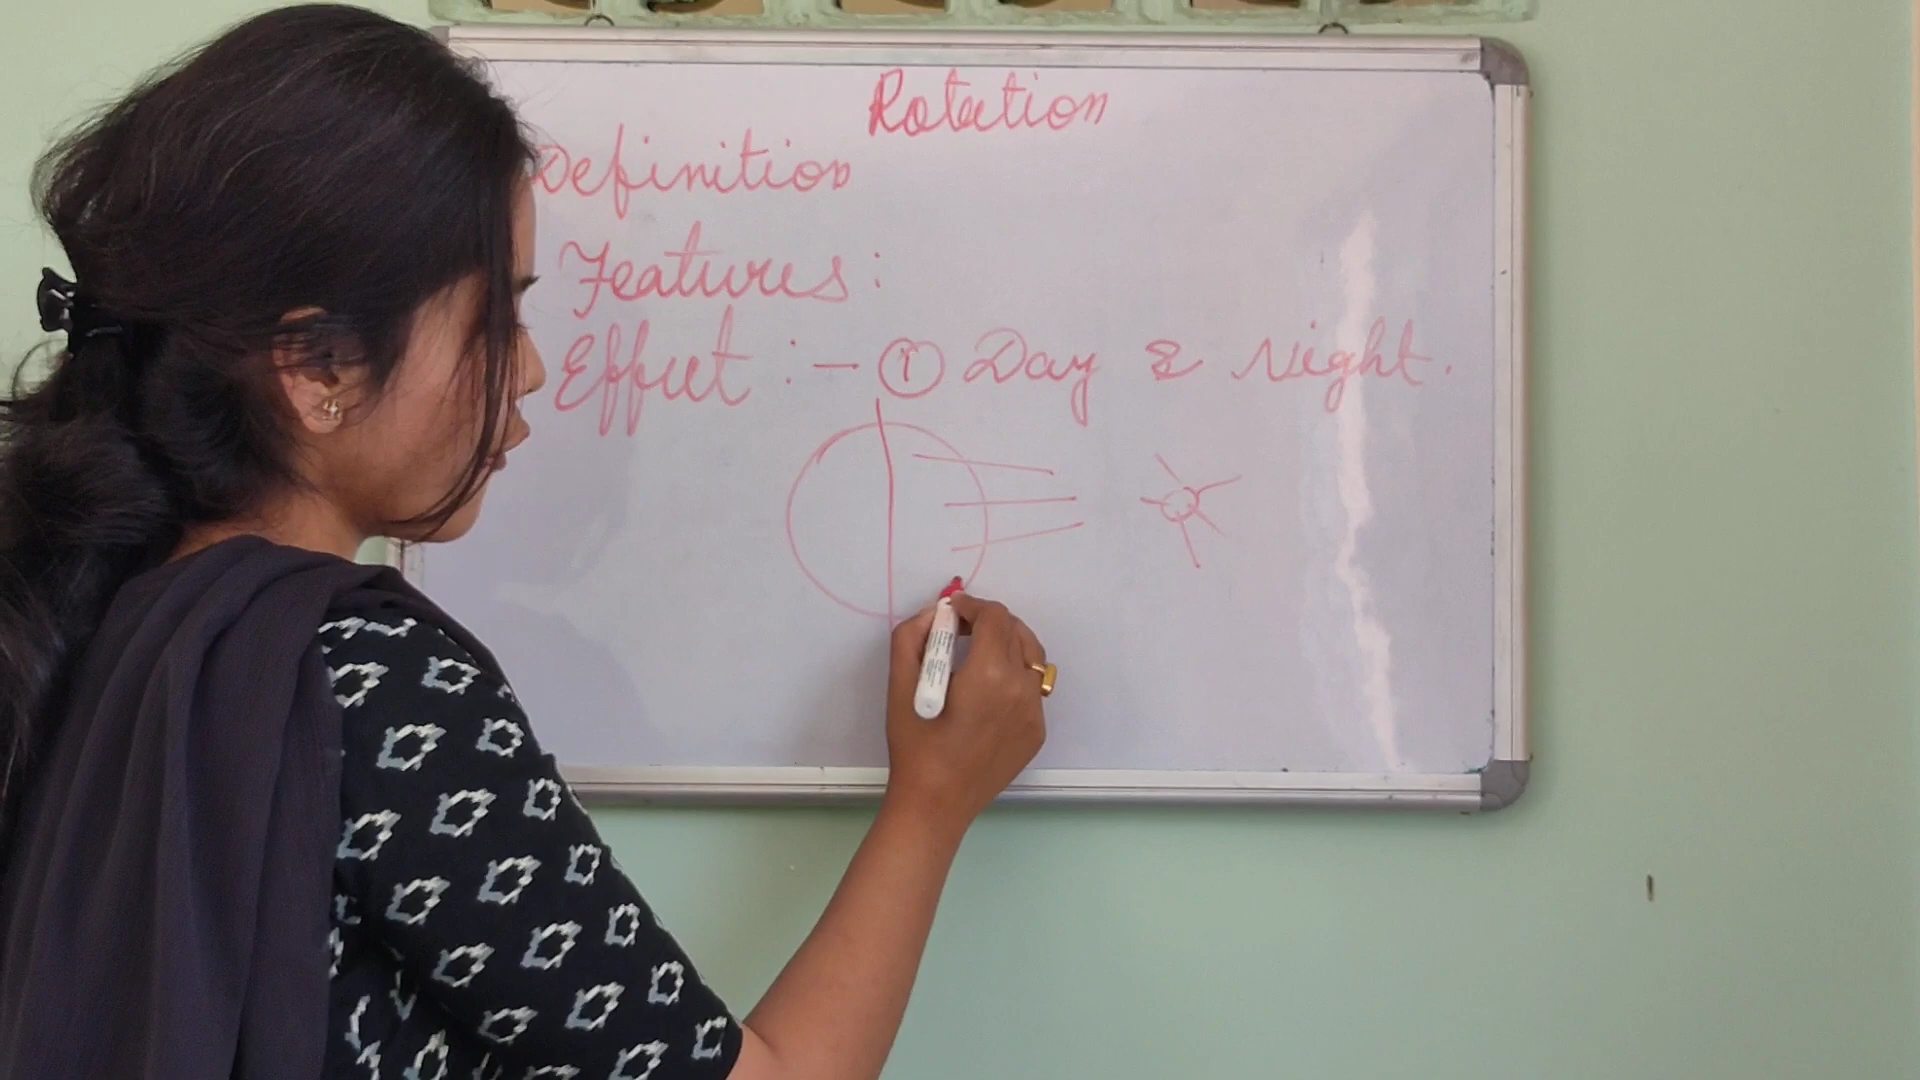 Rotation
Definition
Features:
Effect :- ① Day & Night.